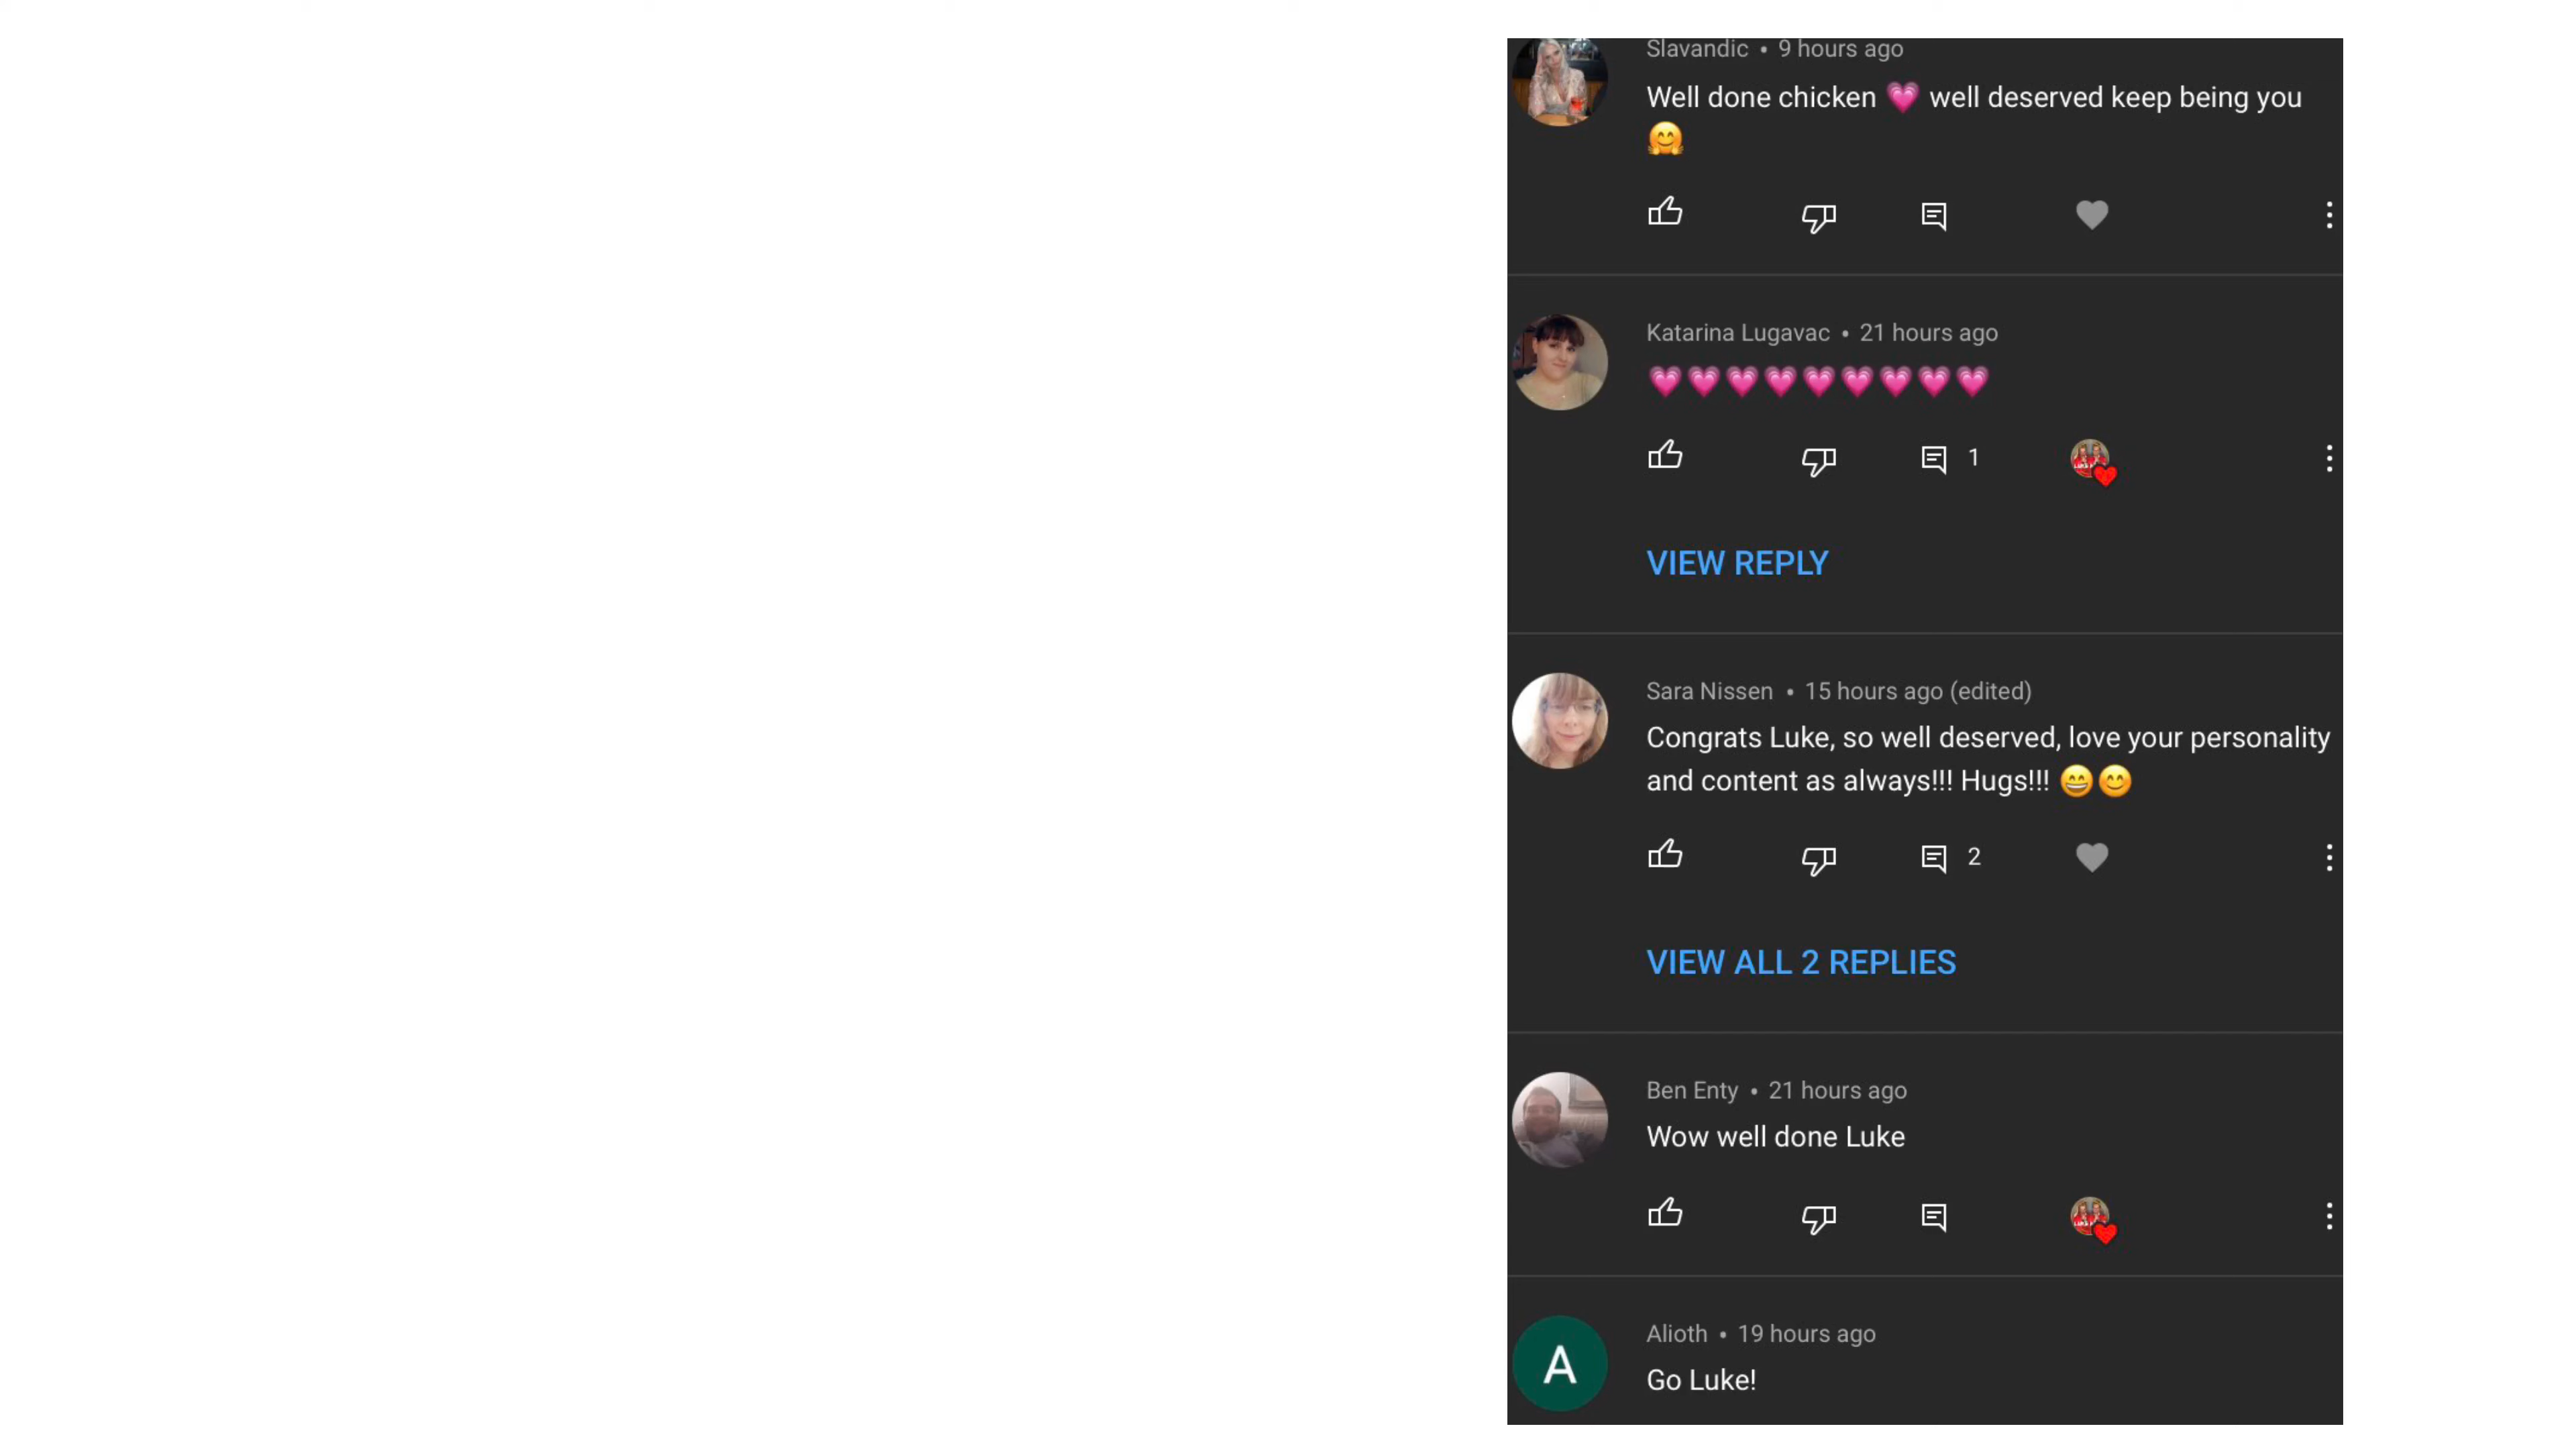 Slavandic • 9 hours ago
Well done chicken 💗 well deserved keep being you
🤗
Katarina Lugavac • 21 hours ago
💗💗💗💗💗💗💗💗💗
1
VIEW REPLY
Sara Nissen • 15 hours ago (edited)
Congrats Luke, so well deserved, love your personality
and content as always!!! Hugs!!! 😄😊
2
VIEW ALL 2 REPLIES
Ben Enty • 21 hours ago
Wow well done Luke
A
Alioth • 19 hours ago
Go Luke!